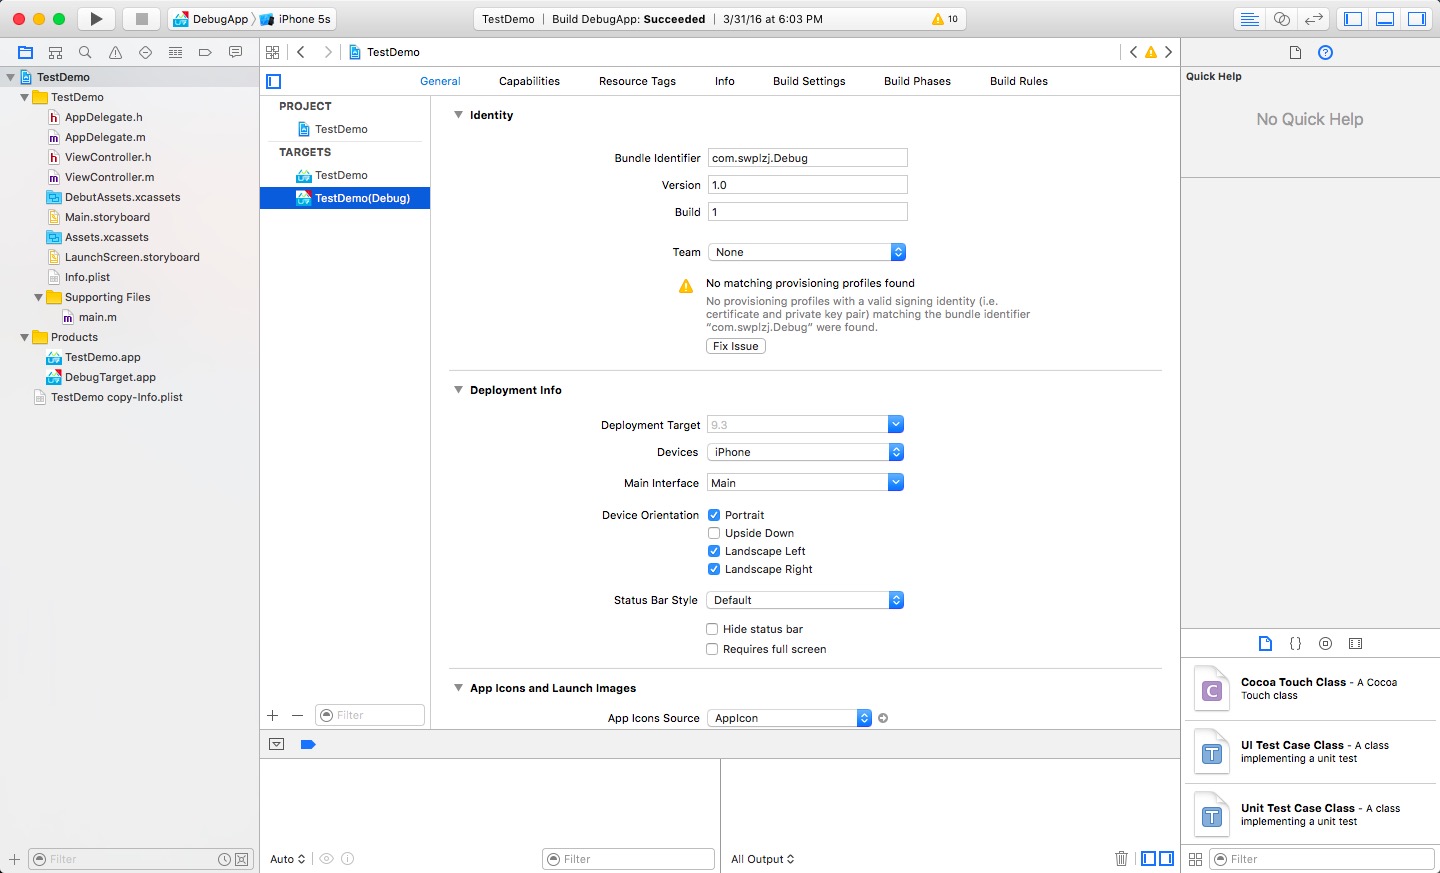 DebugApp
iPhone 5s
TestDemo | Build DebugApp: Succeeded | 3/31/16 at 6:03 PM
10
TestDemo
TestDemo
AppDelegate.h
AppDelegate.m
ViewController.h
ViewController.m
DebutAssets.xcassets
Main.storyboard
Assets.xcassets
LaunchScreen.storyboard
Info.plist
Supporting Files
main.m
Products
TestDemo.app
DebugTarget.app
TestDemo copy-Info.plist
Filter
TestDemo
General
Capabilities
Resource Tags
Info
Build Settings
Build Phases
Build Rules
PROJECT
TestDemo
TARGETS
TestDemo
TestDemo(Debug)
Filter
Identity
Bundle Identifier com.swplzj.Debug
Version 1.0
Build 1
Team None
No matching provisioning profiles found
No provisioning profiles with a valid signing identity (i.e.
certificate and private key pair) matching the bundle identifier
“com.swplzj.Debug” were found.
Fix Issue
Deployment Info
Deployment Target 9.3
Devices iPhone
Main Interface Main
Device Orientation Portrait
Upside Down
Landscape Left
Landscape Right
Status Bar Style Default
Hide status bar
Requires full screen
App Icons and Launch Images
App Icons Source AppIcon
Auto
Filter
All Output
Quick Help
No Quick Help
{ }
C
Cocoa Touch Class - A Cocoa
Touch class
T
UI Test Case Class - A class
implementing a unit test
T
Unit Test Case Class - A class
implementing a unit test
Filter